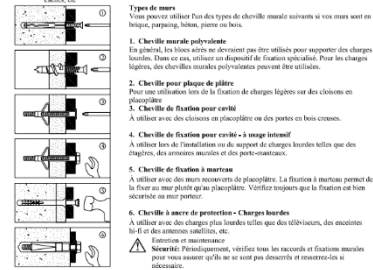 Types de murs
Vous pouvez utiliser l'un des types de cheville murale suivants si vos murs sont en
brique, parpaing, béton, pierre ou bois.
1. Cheville murale polyvalente
En général, les blocs aérés ne devraient pas être utilisés pour supporter des charges
lourdes. Dans ce cas, utilisez un dispositif de fixation spécialisé. Pour les charges
légères, des chevilles murales polyvalentes peuvent être utilisées.
2. Cheville pour plaque de plâtre
Pour une utilisation lors de la fixation de charges légères sur des cloisons en
placoplâtre
3. Cheville de fixation pour cavité
À utiliser avec des cloisons en placoplâtre ou des portes en bois creuses.
4. Cheville de fixation pour cavité - à usage intensif
À utiliser lors de l'installation ou du support de charges lourdes telles que des
étagères, des armoires murales et des porte-manteaux.
5. Cheville de fixation à marteau
À utiliser avec des murs recouverts de placoplâtre. La fixation à marteau permet de
la fixer au mur plutôt qu'au placoplâtre. Vérifiez toujours que la fixation est bien
sécurisée au mur porteur.
6. Cheville à ancre de protection - Charges lourdes
À utiliser avec des charges plus lourdes telles que des téléviseurs, des enceintes
hi-fi et des antennes satellites, etc.
Entretien et maintenance
Sécurité: Périodiquement, vérifiez tous les raccords et fixations murales
pour vous assurer qu'ils ne se sont pas desserrés et resserrez-les si
nécessaire.
1
2
3
4
5
6